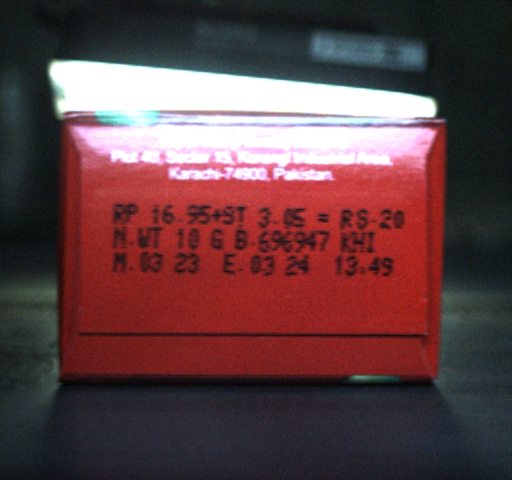 Plot 40, Sector 15, Korangi Industrial Area,
Karachi-74900, Pakistan.
RP 16.95+ST 3.05 = RS.20
N.WT 10 G B-696947 KHI
M.03 23 E.03 24 13:49